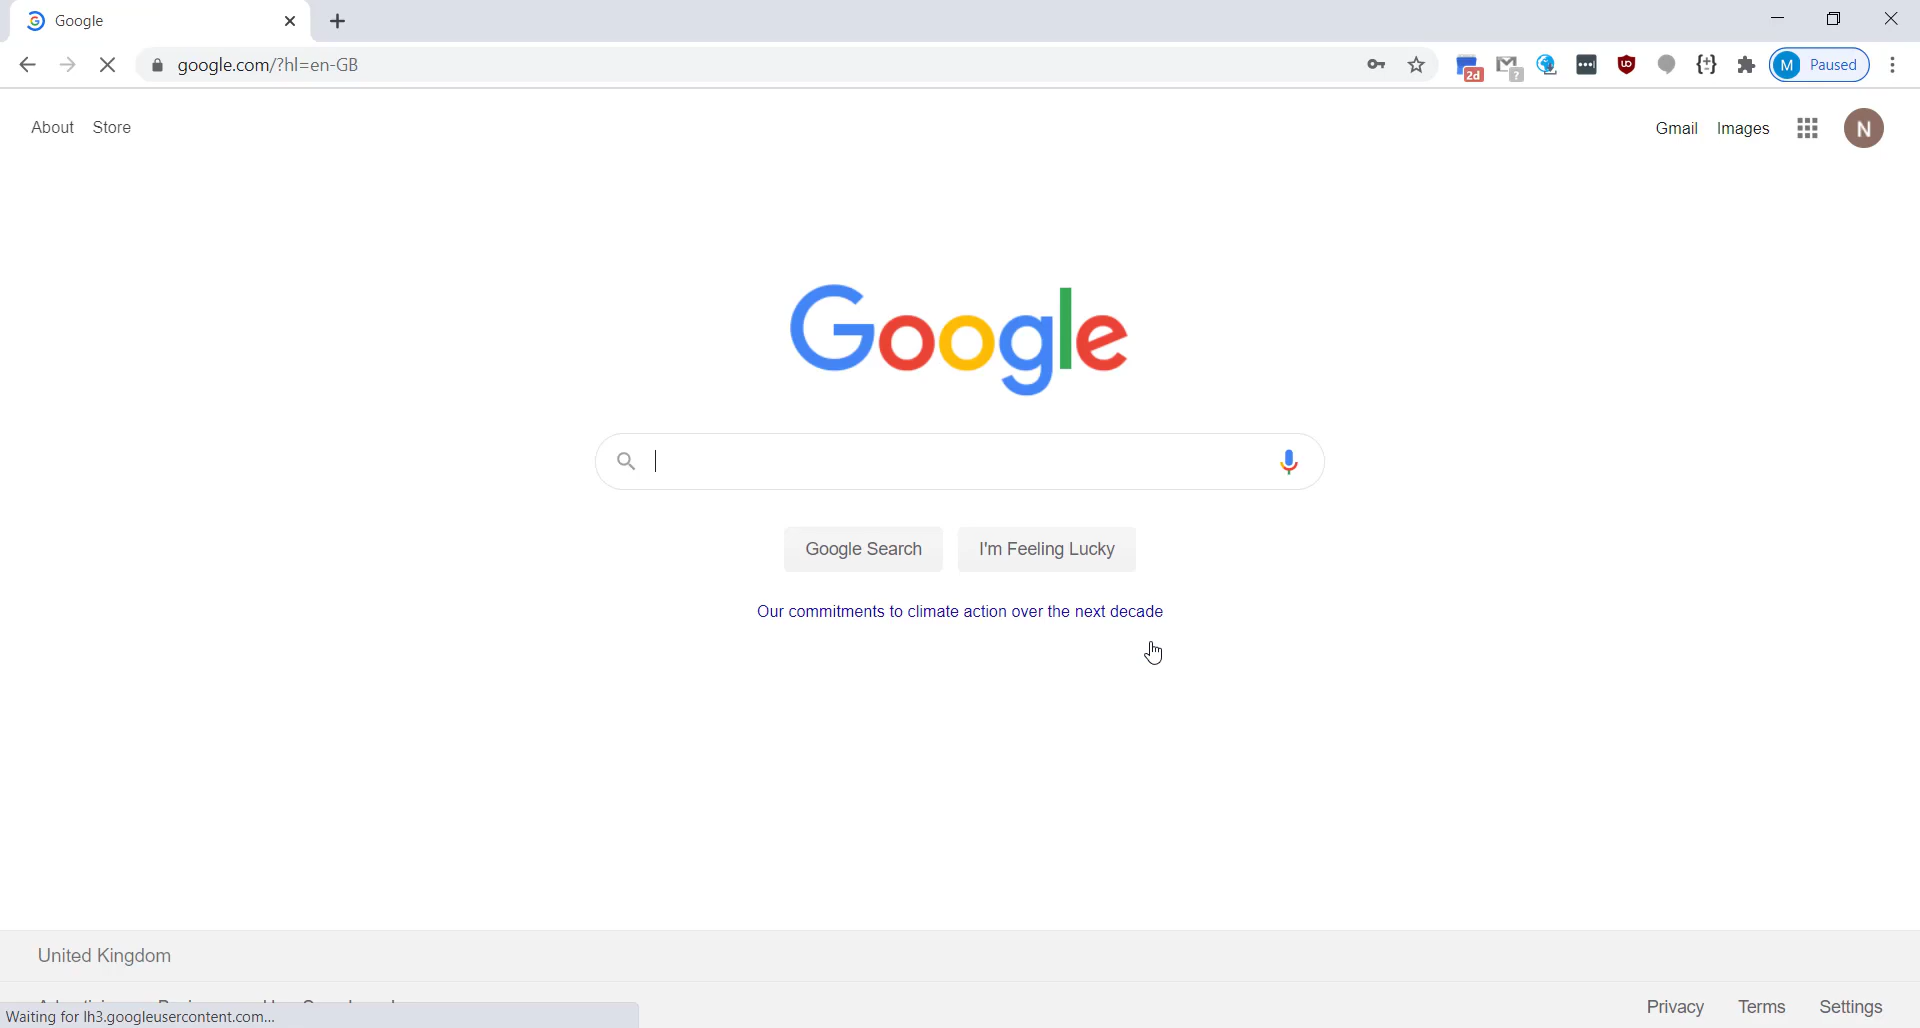 Google
google.com/?hl=en-GB
2d
?
M Paused
About Store
Gmail Images
N
Google
Google Search I'm Feeling Lucky
Our commitments to climate action over the next decade
United Kingdom
Privacy Terms Settings
Waiting for lh3.googleusercontent.com...